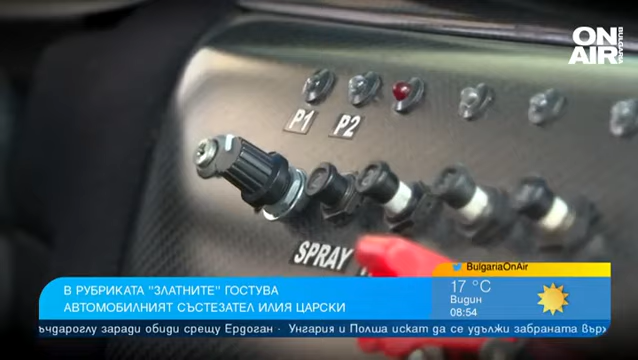 ON
AIR
BULGARIA
P1
P2
SPRAY
BulgariaOnAir
В РУБРИКАТА "ЗЛАТНИТЕ" ГОСТУВА
АВТОМОБИЛНИЯТ СЪСТЕЗАТЕЛ ИЛИЯ ЦАРСКИ
17 °C
Видин
08:54
ъчдароглу заради обиди срещу Ердоган · Унгария и Полша искат да се удължи забраната върх